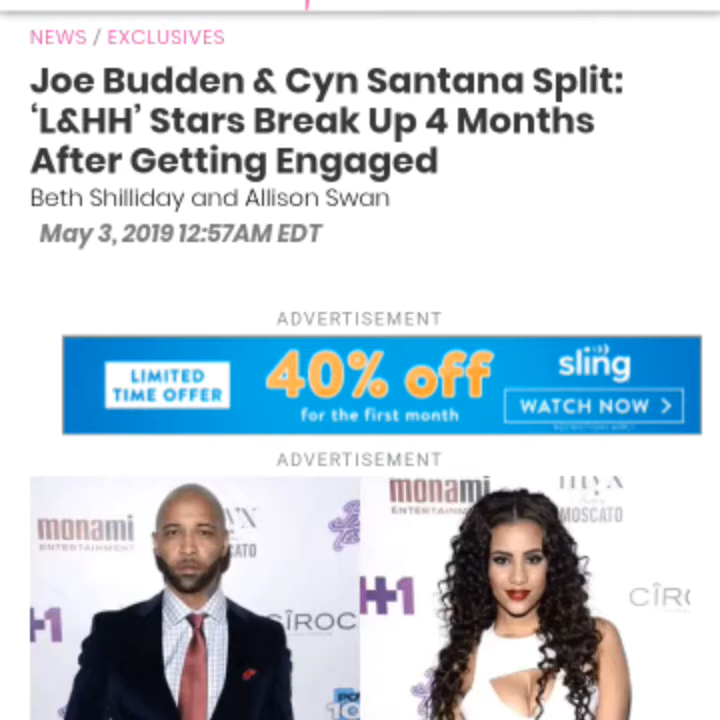 NEWS / EXCLUSIVES
Joe Budden & Cyn Santana Split:
‘L&HH’ Stars Break Up 4 Months
After Getting Engaged
Beth Shilliday and Allison Swan
May 3, 2019 12:57AM EDT
ADVERTISEMENT
LIMITED
TIME OFFER
40% off
for the first month
sling
WATCH NOW >
ADVERTISEMENT
monami
ENTERTAINMENT
CÎROC
monami
MOSCATO